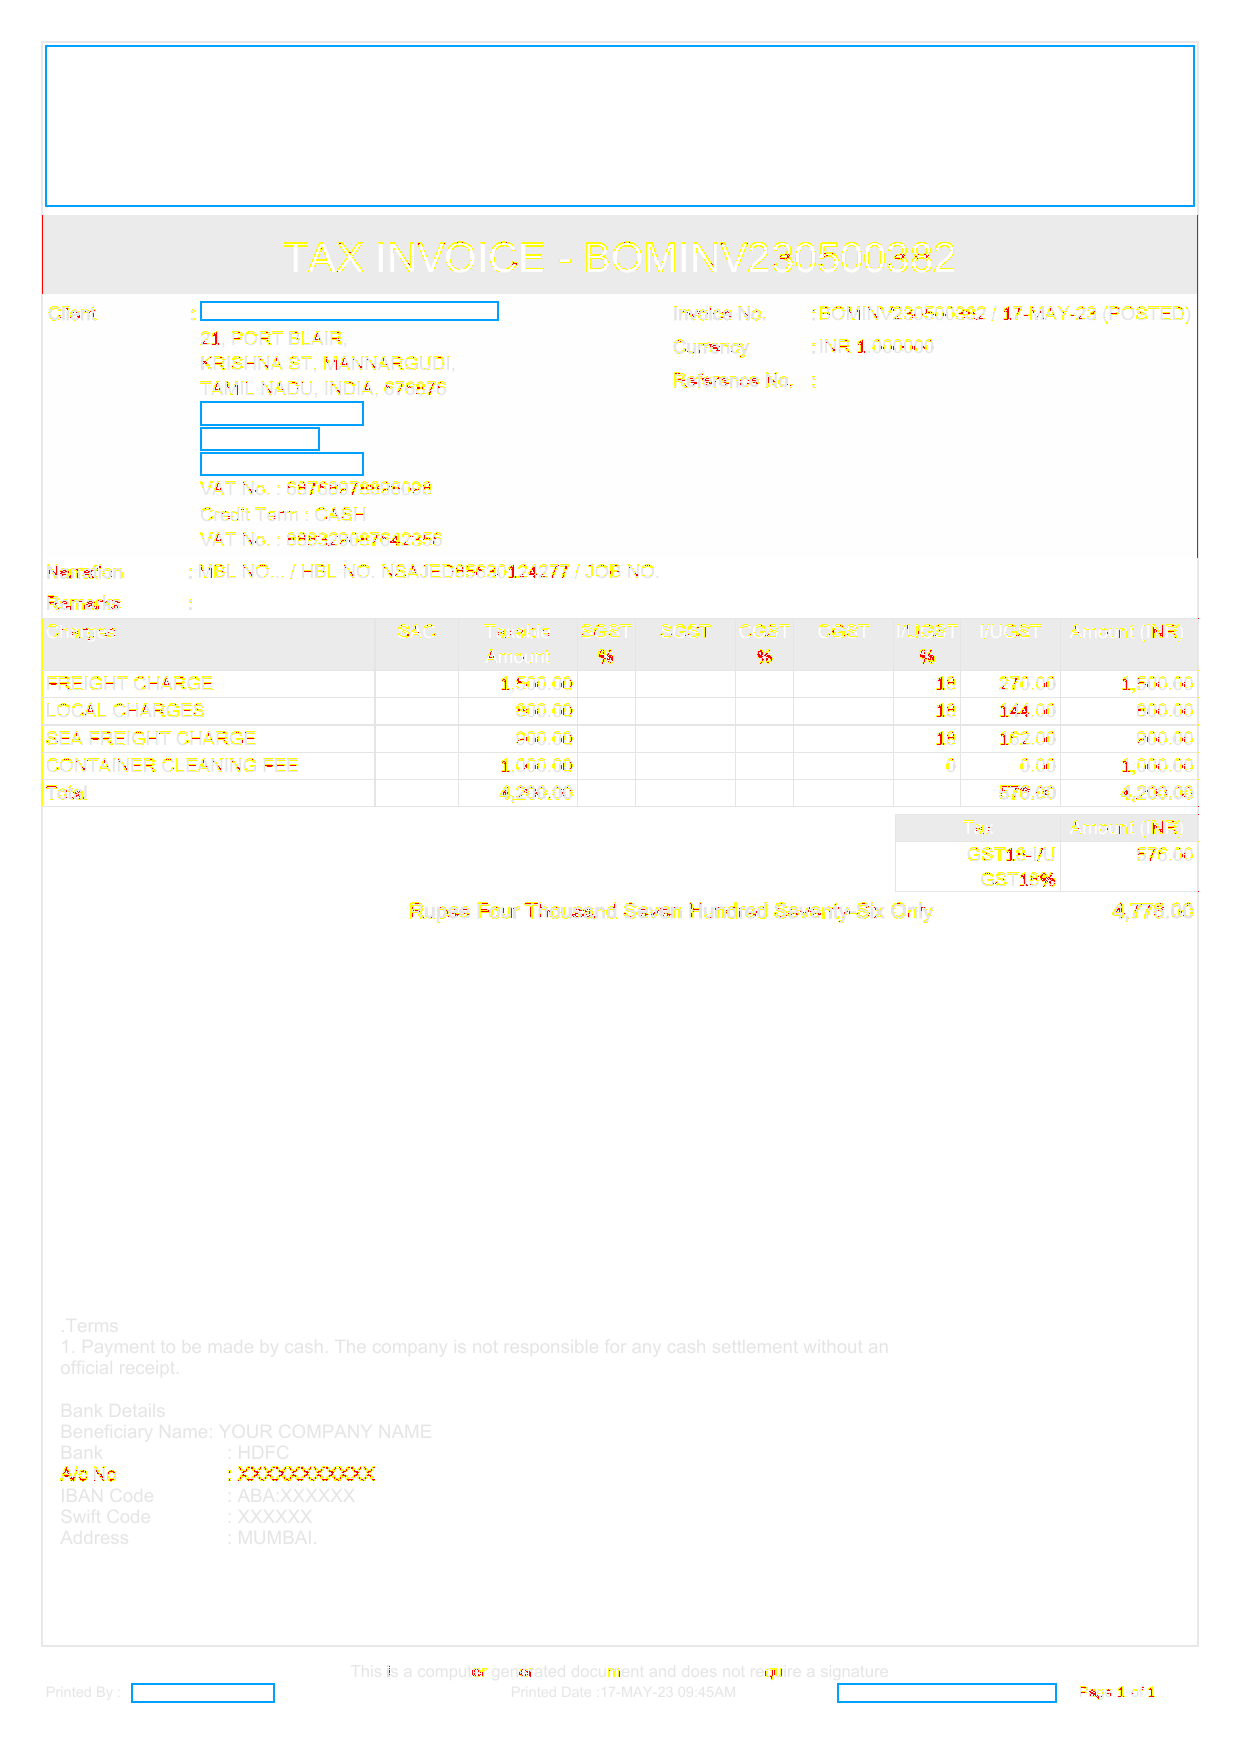 TAX INVOICE - BOMINV230500382
Client :
Invoice No. : BOMINV230500382 / 17-MAY-23 (POSTED)
21, PORT BLAIR,
Currency : INR 1.000000
KRISHNA ST, MANNARGUDI,
Reference No. :
TAMIL NADU, INDIA, 676976
VAT No. :
Credit Term : CASH
VAT No. :
Narration : MBL NO... / HBL NO. NSAJED85630124277 / JOB NO.
Remarks :
Charges SAC Taxable Amount SGST % SGST CGST % CGST I/UGST % I/UGST Amount (INR)
FREIGHT CHARGE 1,500.00 18 270.00 1,500.00
LOCAL CHARGES 800.00 18 144.00 800.00
SEA FREIGHT CHARGE 900.00 18 162.00 900.00
CONTAINER CLEANING FEE 1,000.00 0 0.00 1,000.00
Total 4,200.00 576.00 4,200.00
Tax Amount (INR)
GST18-I/U 576.00
GST18%
Rupee Four Thousand Seven Hundred Seventy-Six Only 4,776.00
.Terms
1. Payment to be made by cash. The company is not responsible for any cash settlement without an
official receipt.
Bank Details
Beneficiary Name: YOUR COMPANY NAME
Bank : HDFC
A/c No : XXXXXXXXXXX
IBAN Code : ABA:XXXXXX
Swift Code : XXXXXX
Address : MUMBAI.
This is a computer generated document and does not require a signature
Printed By : Printed Date :17-MAY-23 09:45AM Page 1 of 1